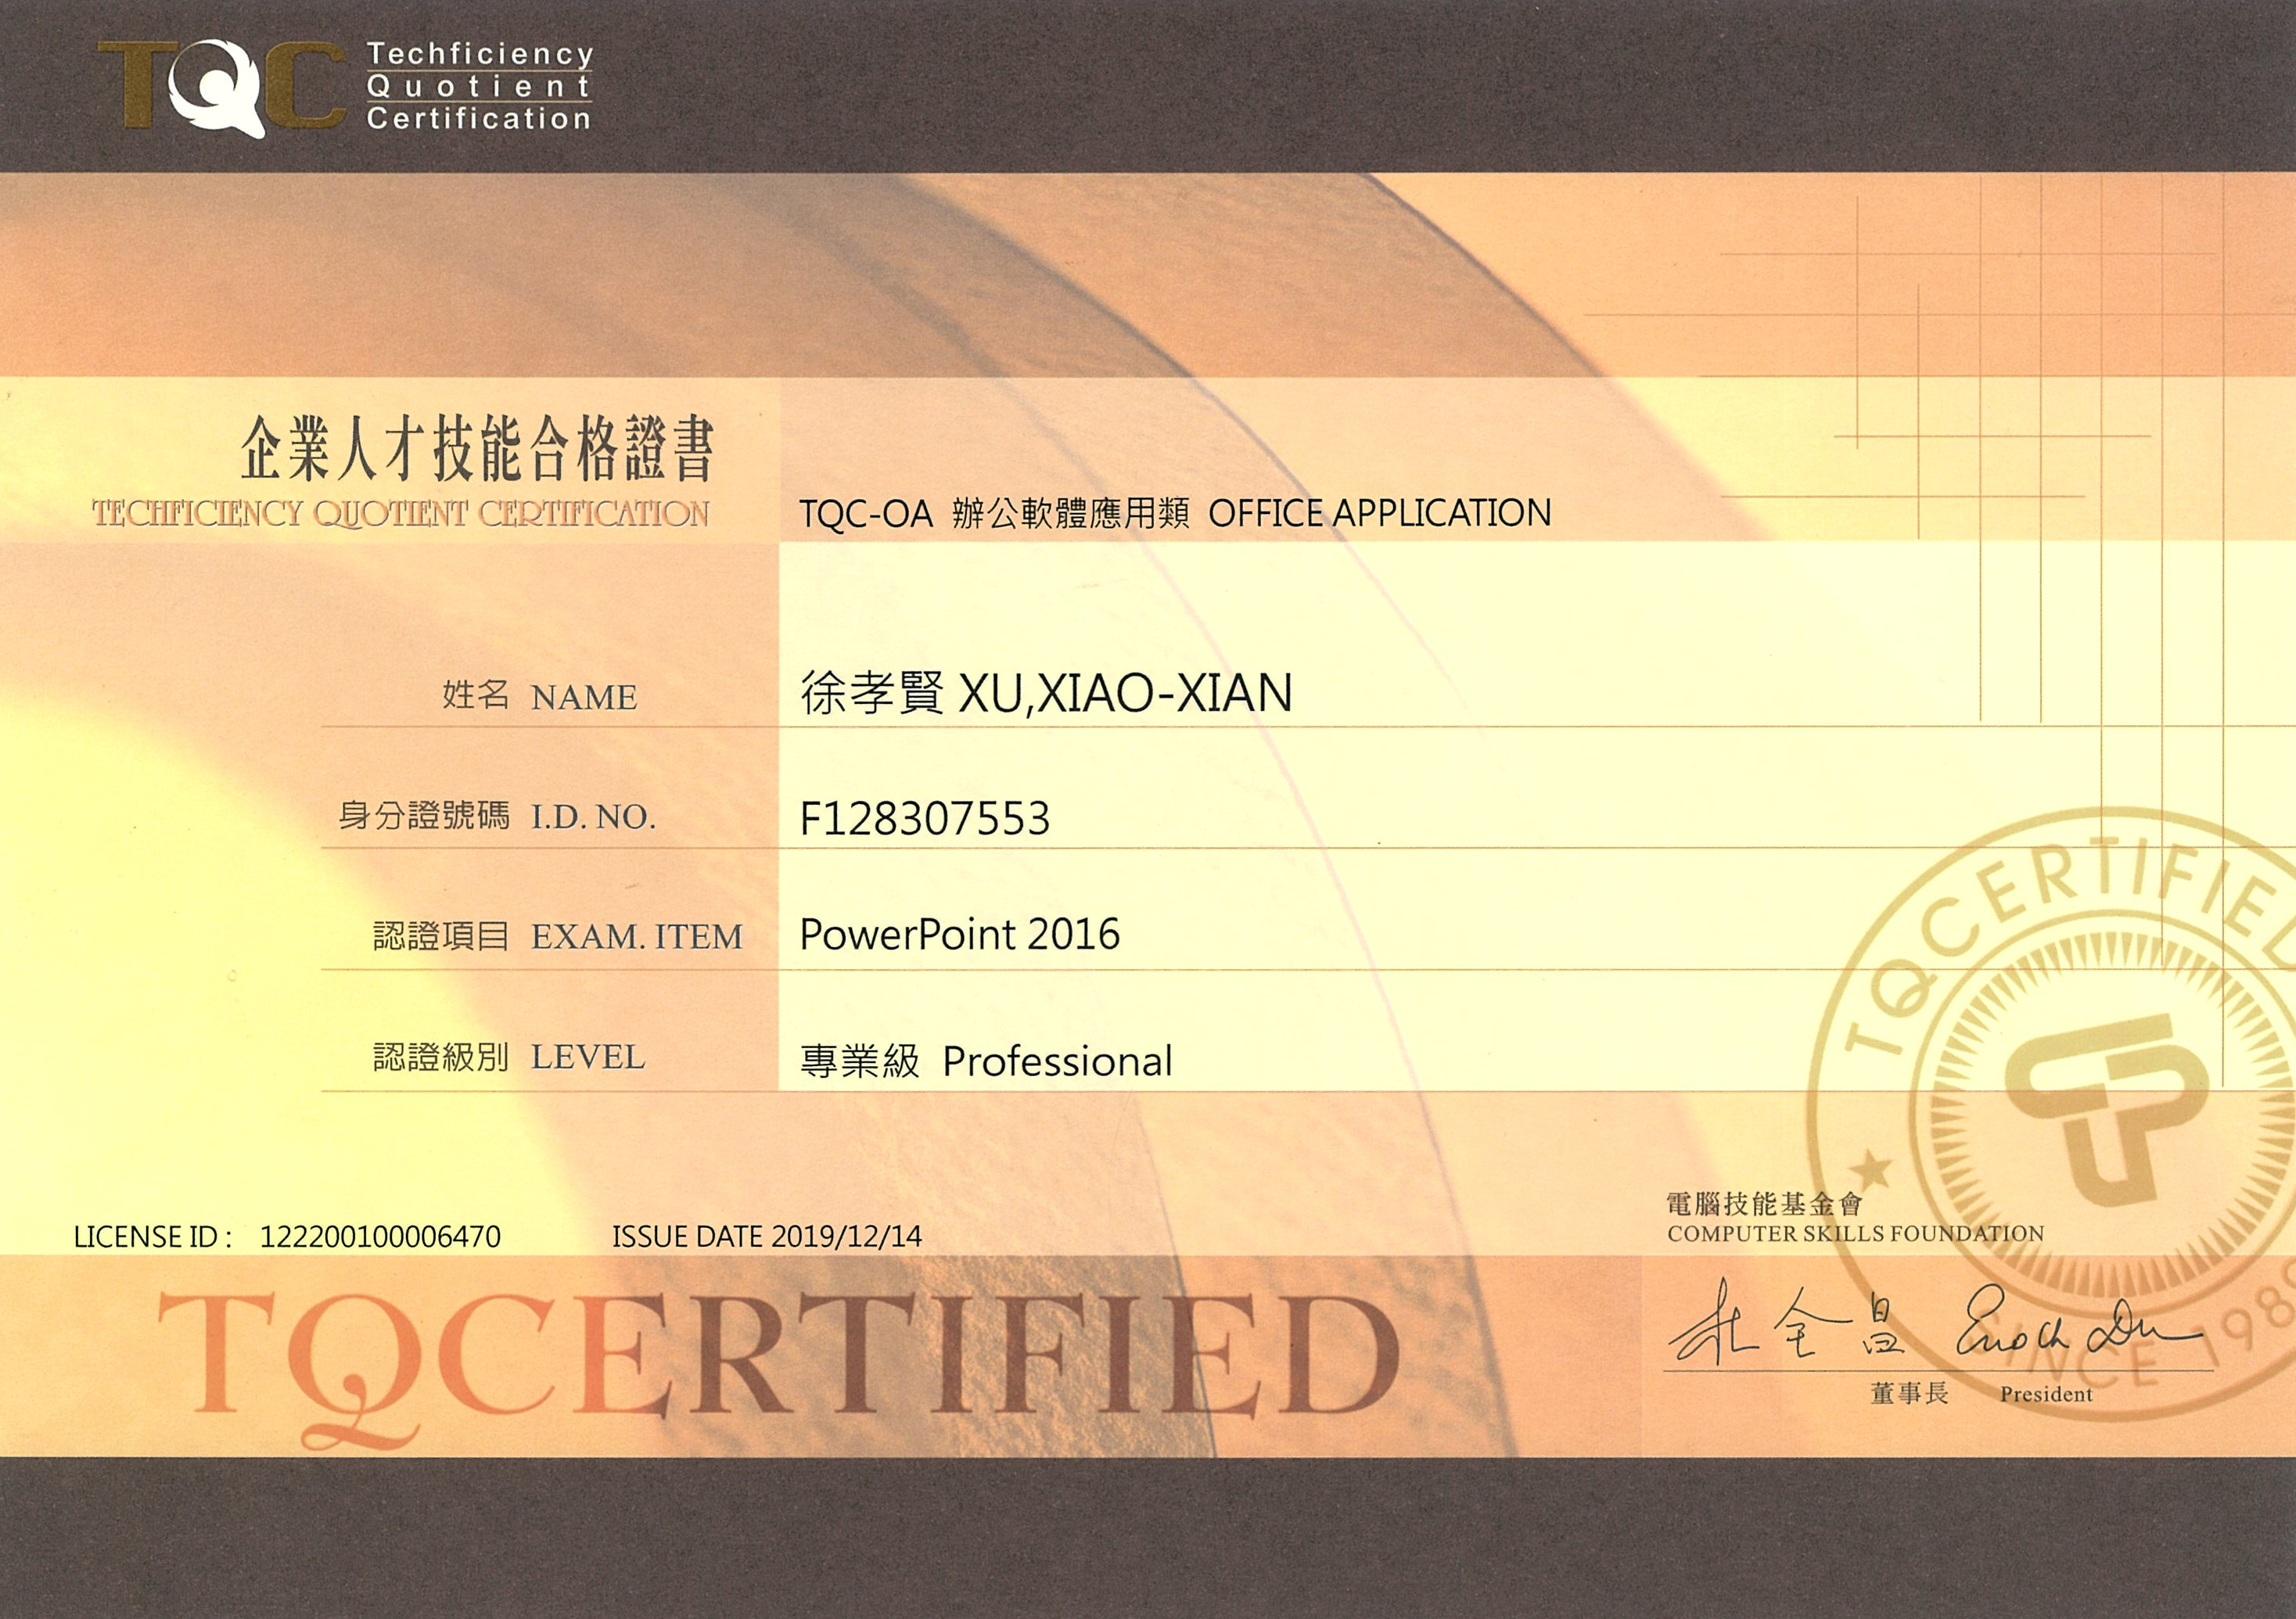 TQC
Techficiency
Quotient
Certification
企業人才技能合格證書
TECHFICIENCY QUOTIENT CERTIFICATION
TQC-OA 辦公軟體應用類 OFFICE APPLICATION
姓名 NAME 徐孝賢 XU,XIAO-XIAN
身分證號碼 I.D. NO. F128307553
認證項目 EXAM. ITEM PowerPoint 2016
認證級別 LEVEL 專業級 Professional
TQCERTIFIED
SINCE 198
LICENSE ID : 122200100006470 ISSUE DATE 2019/12/14
電腦技能基金會
COMPUTER SKILLS FOUNDATION
TQCERTIFIED
杜全昌 Enoch Du
董事長 President